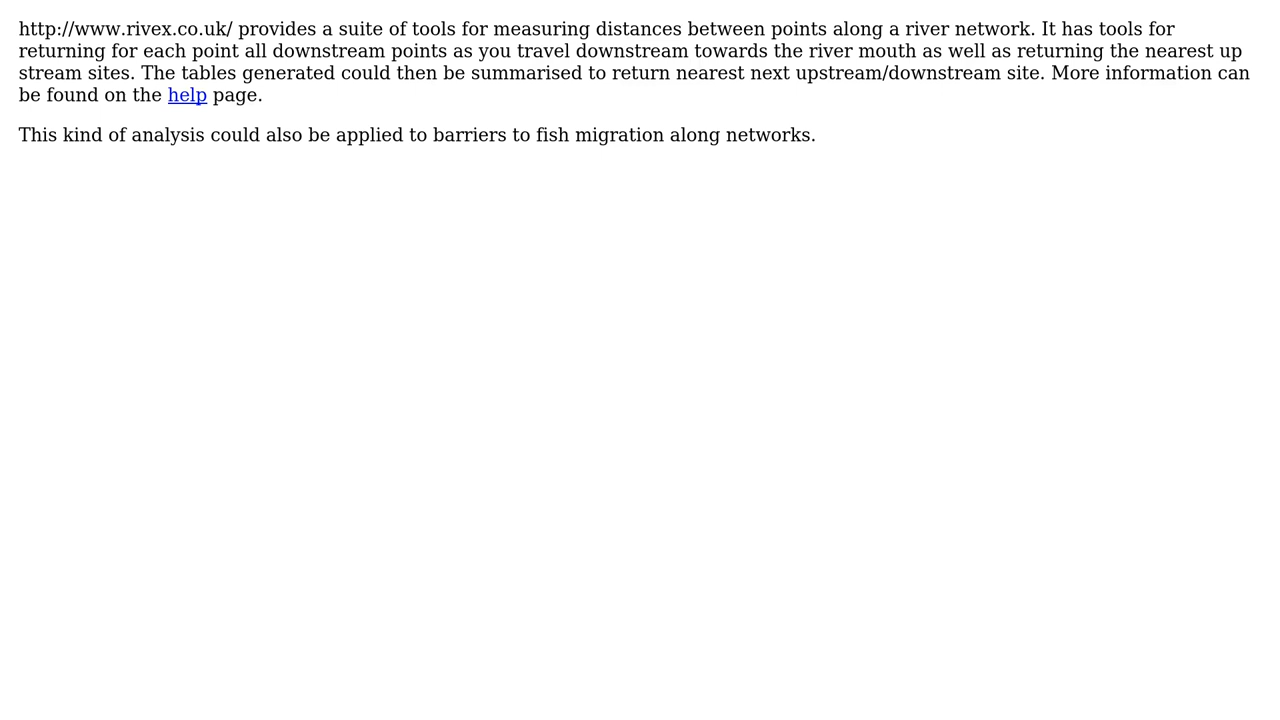 http://www.rivex.co.uk/ provides a suite of tools for measuring distances between points along a river network. It has tools for
returning for each point all downstream points as you travel downstream towards the river mouth as well as returning the nearest up
stream sites. The tables generated could then be summarised to return nearest next upstream/downstream site. More information can
be found on the help page.
This kind of analysis could also be applied to barriers to fish migration along networks.